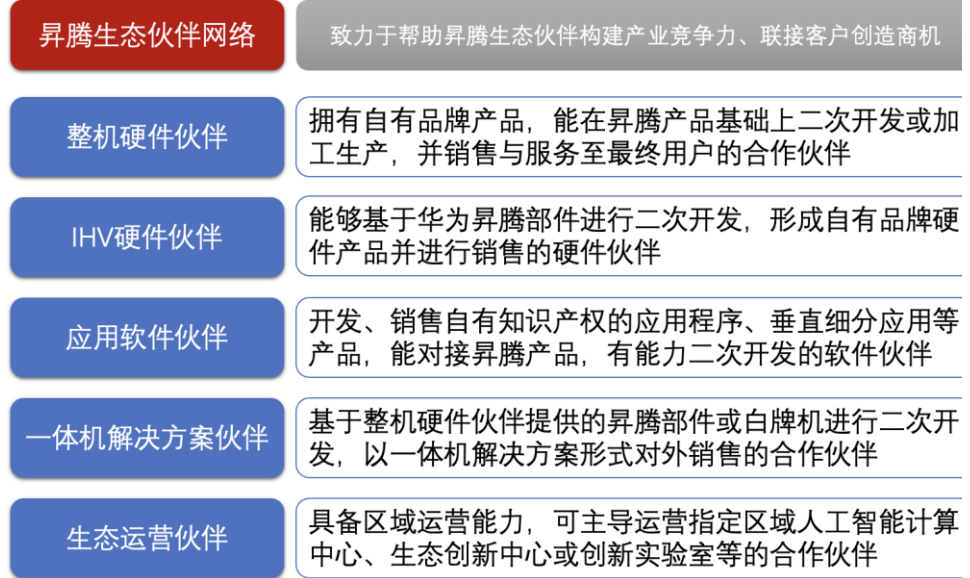 昇腾生态伙伴网络
致力于帮助昇腾生态伙伴构建产业竞争力、联接客户创造商机
整机硬件伙伴
拥有自有品牌产品，能在昇腾产品基础上二次开发或加
工生产，并销售与服务至最终用户的合作伙伴
IHV硬件伙伴
能够基于华为昇腾部件进行二次开发，形成自有品牌硬
件产品并进行销售的硬件伙伴
应用软件伙伴
开发、销售自有知识产权的应用程序、垂直细分应用等
产品，能对接昇腾产品，有能力二次开发的软件伙伴
一体机解决方案伙伴
基于整机硬件伙伴提供的昇腾部件或白牌机进行二次开
发，以一体机解决方案形式对外销售的合作伙伴
生态运营伙伴
具备区域运营能力，可主导运营指定区域人工智能计算
中心、生态创新中心或创新实验室等的合作伙伴